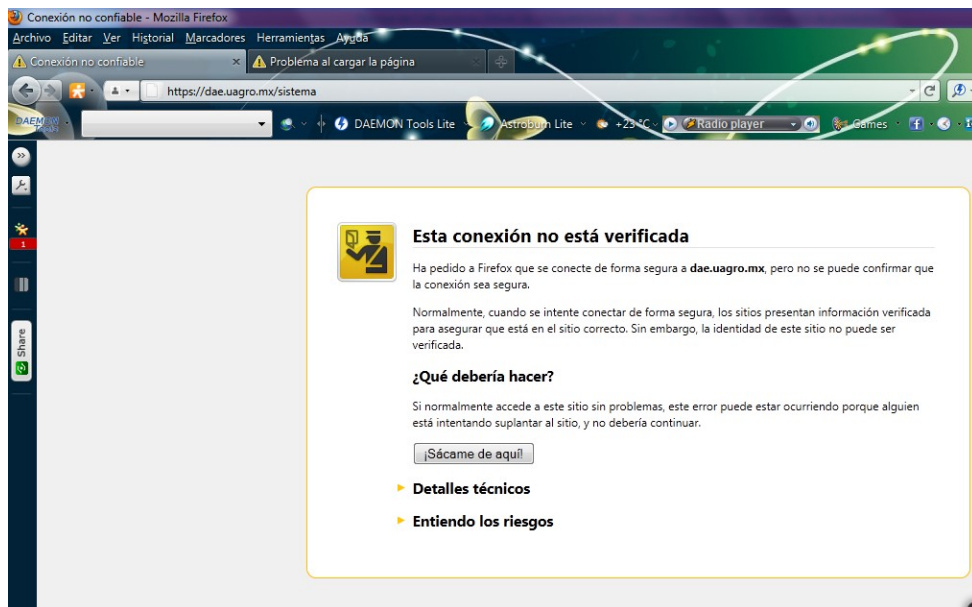 Conexión no confiable - Mozilla Firefox
Archivo Editar Ver Historial Marcadores Herramientas Ayuda
Conexión no confiable × Problema al cargar la página
https://dae.uagro.mx/sistema
DAEMON Tools DAEMON Tools Lite Astroburn Lite +23 °C Radio player Games
1
Share
Esta conexión no está verificada
Ha pedido a Firefox que se conecte de forma segura a dae.uagro.mx, pero no se puede confirmar que
la conexión sea segura.
Normalmente, cuando se intente conectar de forma segura, los sitios presentan información verificada
para asegurar que está en el sitio correcto. Sin embargo, la identidad de este sitio no puede ser
verificada.
¿Qué debería hacer?
Si normalmente accede a este sitio sin problemas, este error puede estar ocurriendo porque alguien
está intentando suplantar al sitio, y no debería continuar.
¡Sácame de aquí!
Detalles técnicos
Entiendo los riesgos